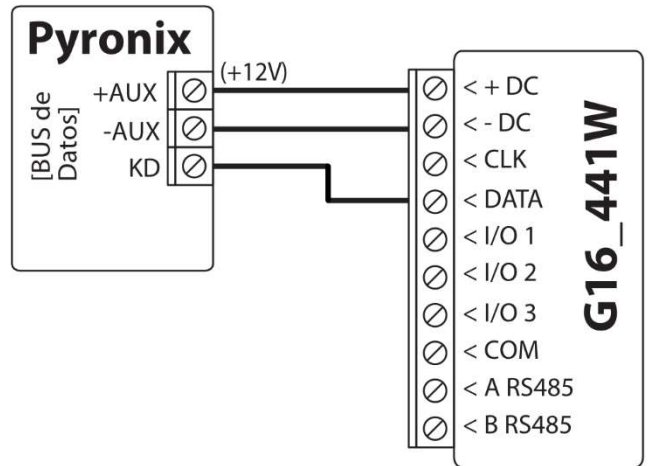 Pyronix
[BUS de
Datos]
+AUX
-AUX
KD
(+12V)
< + DC
< - DC
< CLK
< DATA
< I/O 1
< I/O 2
< I/O 3
< COM
< A RS485
< B RS485
G16_441W